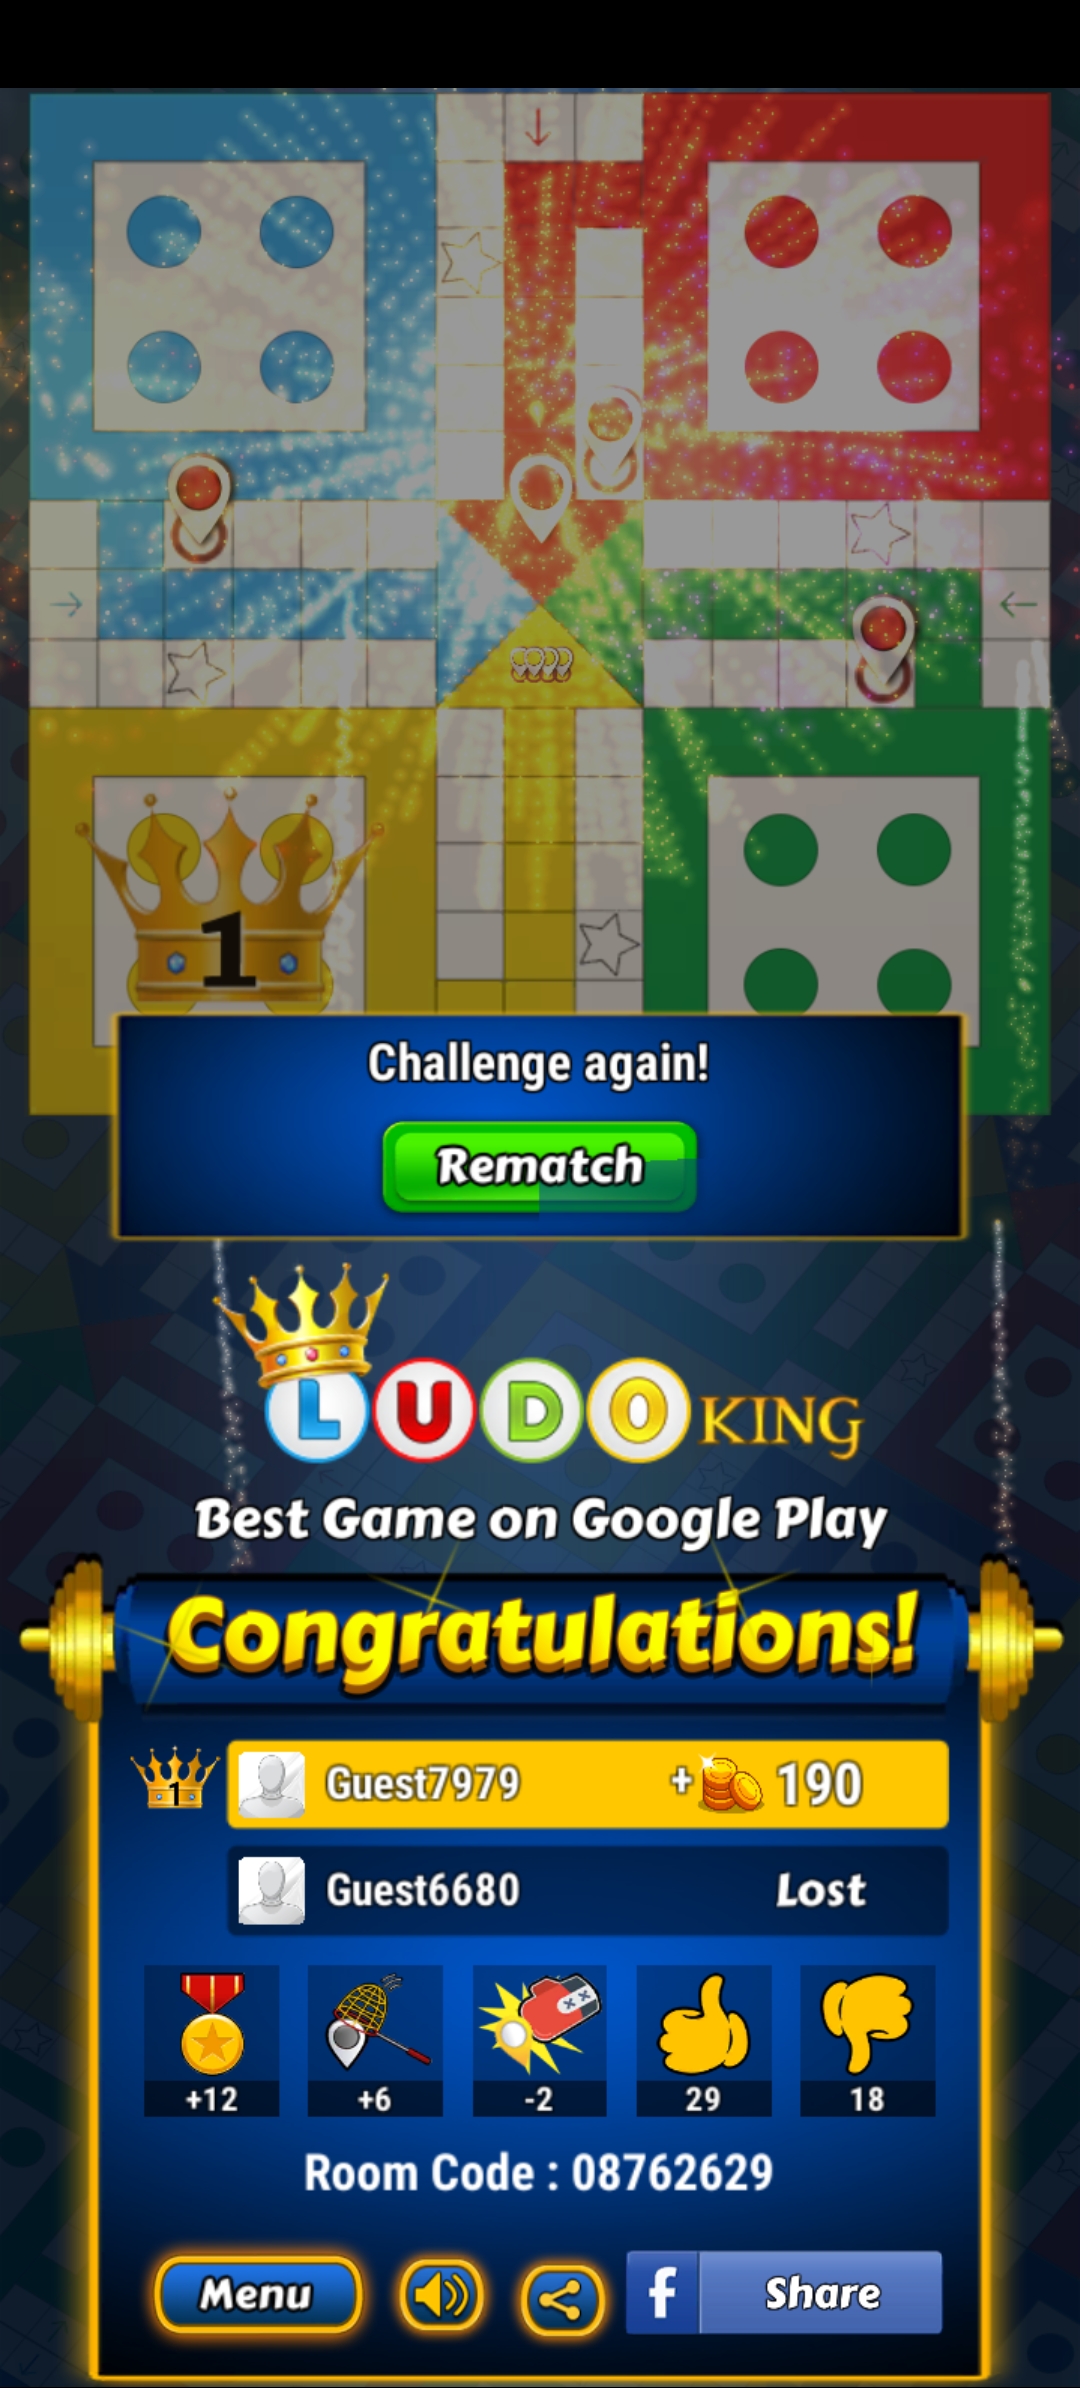 1
Challenge again!
Rematch
LUDO KING
Best Game on Google Play
Congratulations!
1 Guest7979 + 190
Guest6680 Lost
+12 +6 -2 29 18
Room Code : 08762629
Menu f Share